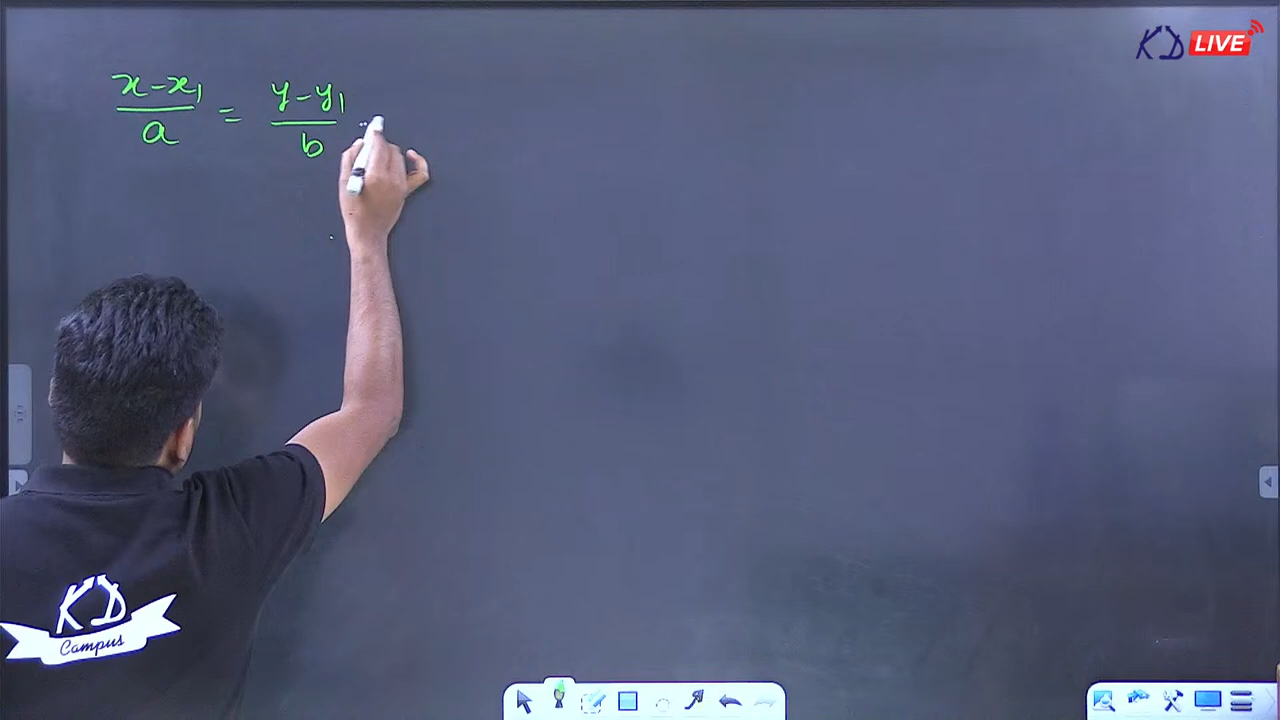 KD LIVE
x-x₁/a = y-y₁/b
KD
Campus